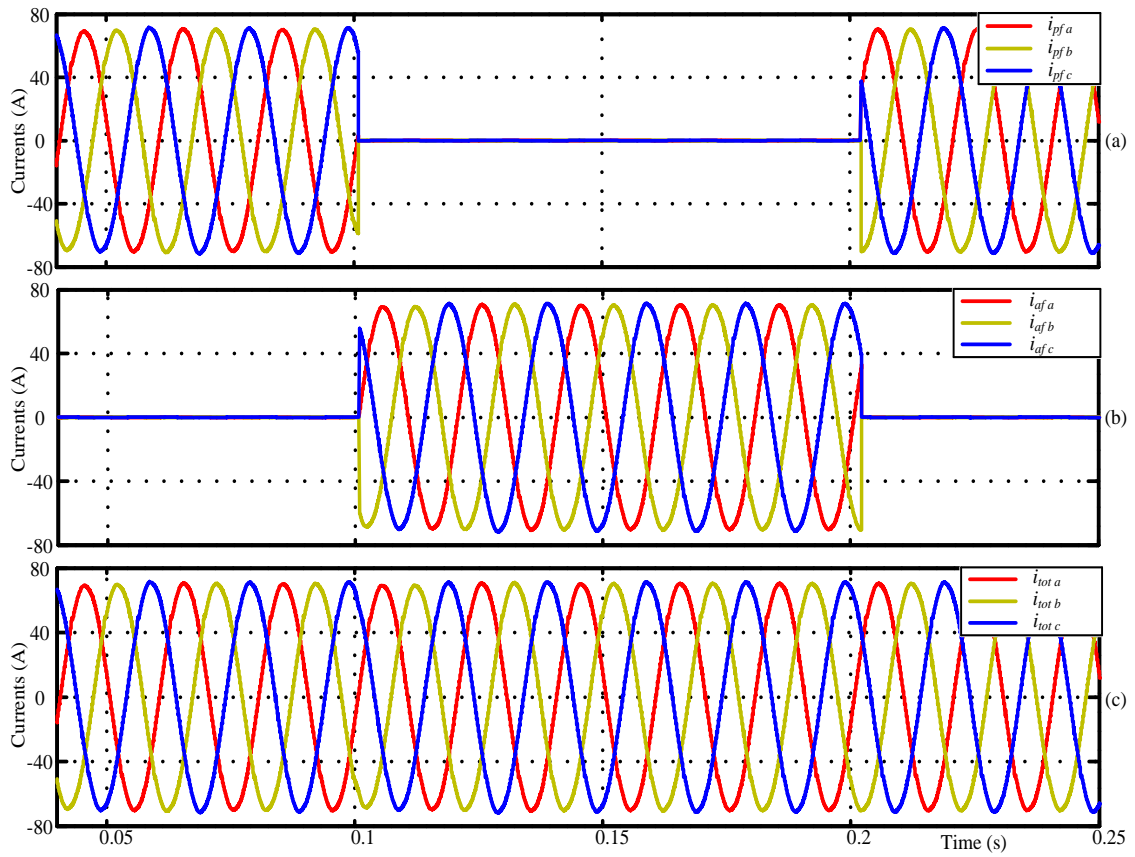 80
40
0
-40
-80
Currents (A)
i_pf a
i_pf b
i_pf c
(a)
80
40
0
-40
-80
Currents (A)
i_af a
i_af b
i_af c
(b)
80
40
0
-40
-80
Currents (A)
i_tot a
i_tot b
i_tot c
(c)
0.05
0.1
0.15
0.2
Time (s)
0.25